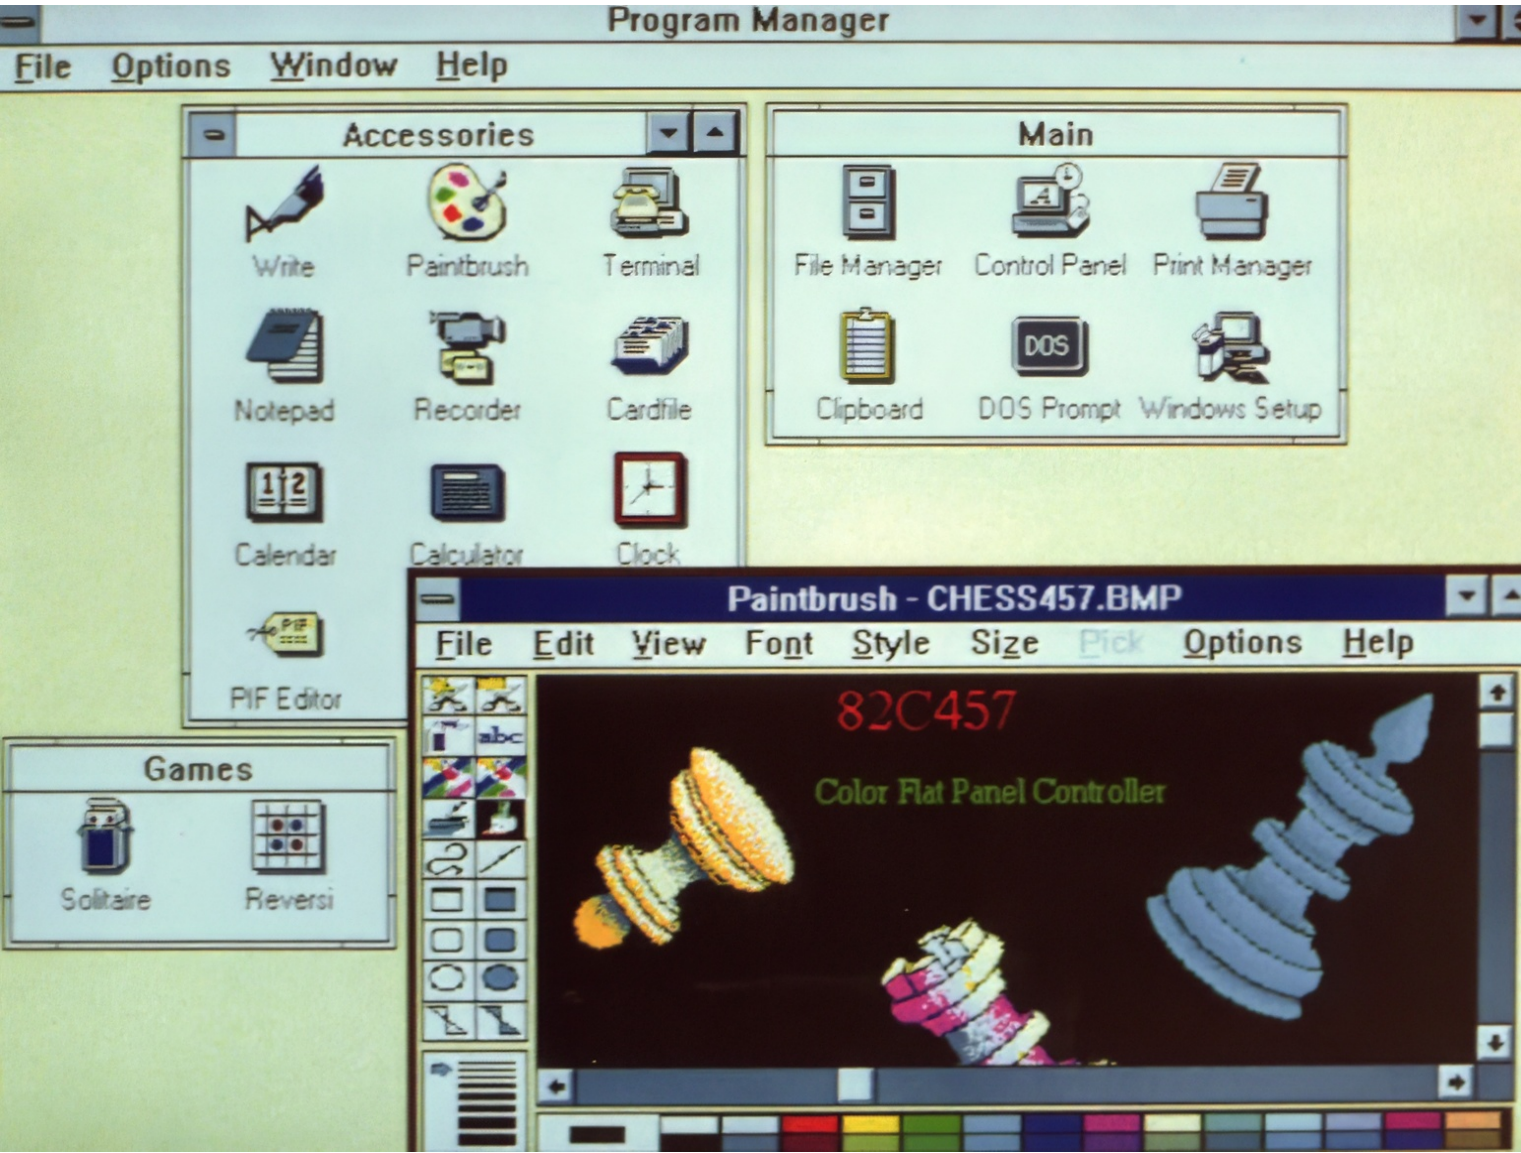 Program Manager
File Options Window Help
Accessories
Write Paintbrush Terminal
Notepad Recorder Cardfile
Calendar Calculator Clock
PIF Editor
Main
File Manager Control Panel Print Manager
Clipboard DOS Prompt Windows Setup
A
DOS
12
PIF
Games
Solitaire Reversi
Paintbrush - CHESS457.BMP
File Edit View Font Style Size Pick Options Help
abc
82C457
Color Flat Panel Controller